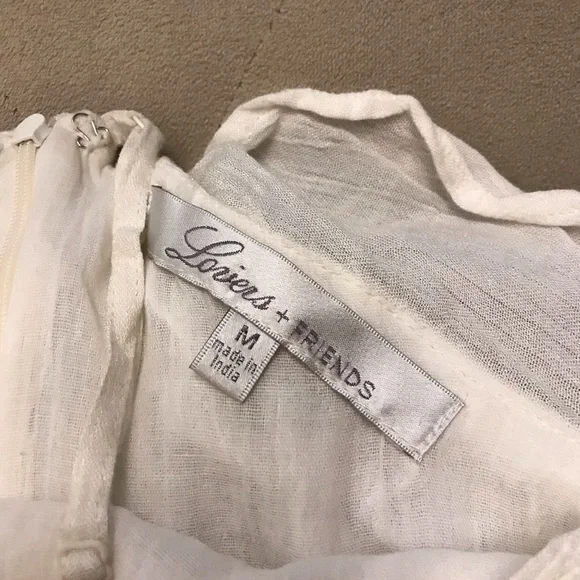 Lovers + FRIENDS
M
made in
India